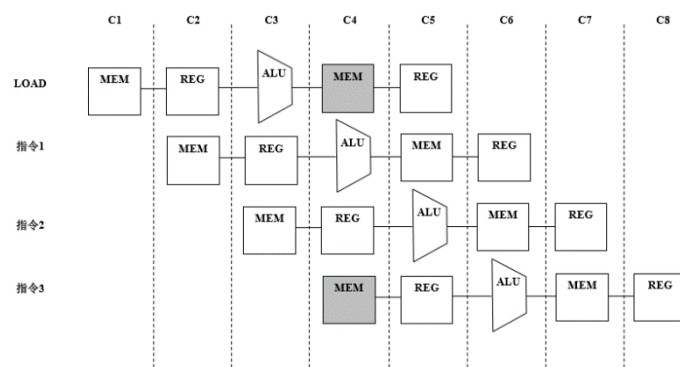 C1 C2 C3 C4 C5 C6 C7 C8
LOAD MEM REG ALU MEM REG
指令1 MEM REG ALU MEM REG
指令2 MEM REG ALU MEM REG
指令3 MEM REG ALU MEM REG